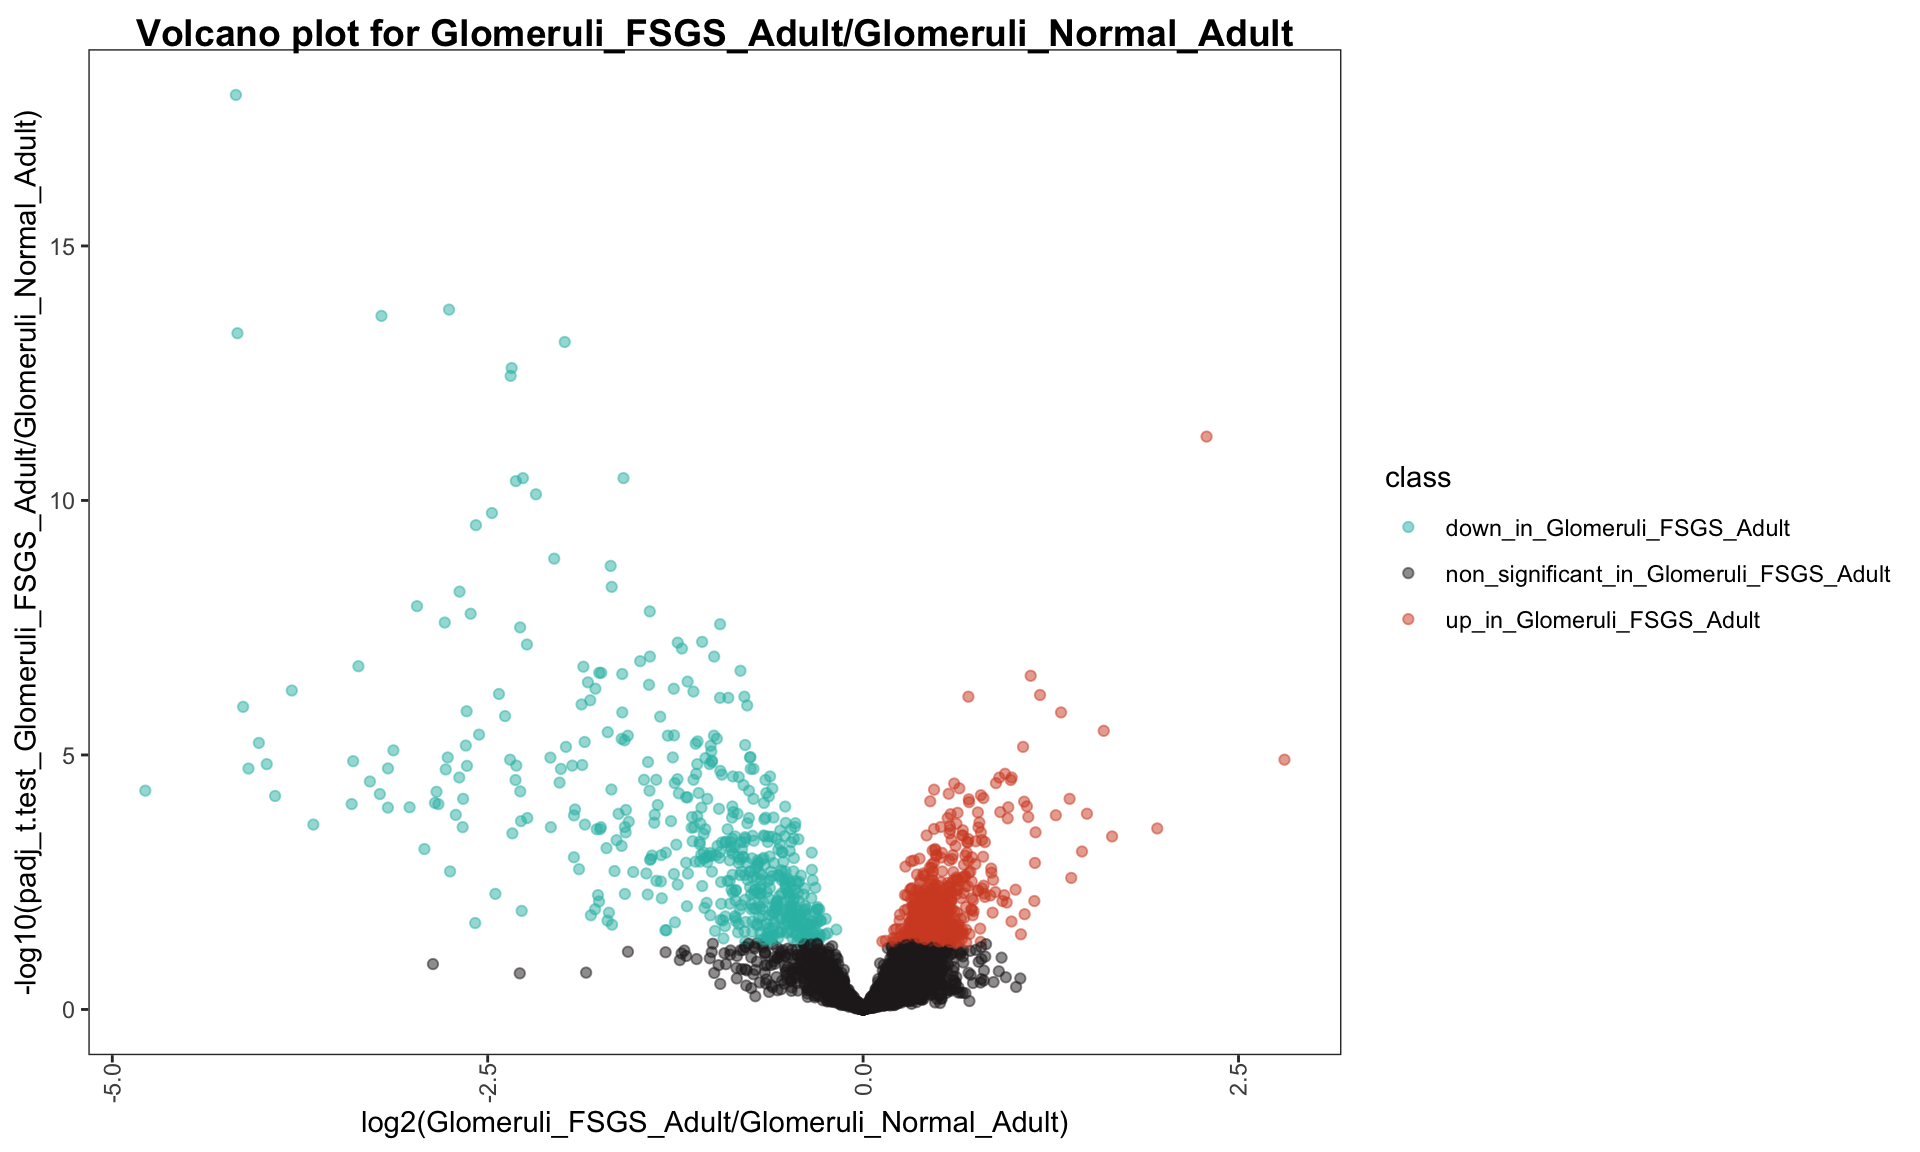 Volcano plot for Glomeruli_FSGS_Adult/Glomeruli_Normal_Adult
-log10(padj_t.test_Glomeruli_FSGS_Adult/Glomeruli_Normal_Adult)
15
10
5
0
-5.0
-2.5
0.0
2.5
log2(Glomeruli_FSGS_Adult/Glomeruli_Normal_Adult)
class
down_in_Glomeruli_FSGS_Adult
non_significant_in_Glomeruli_FSGS_Adult
up_in_Glomeruli_FSGS_Adult